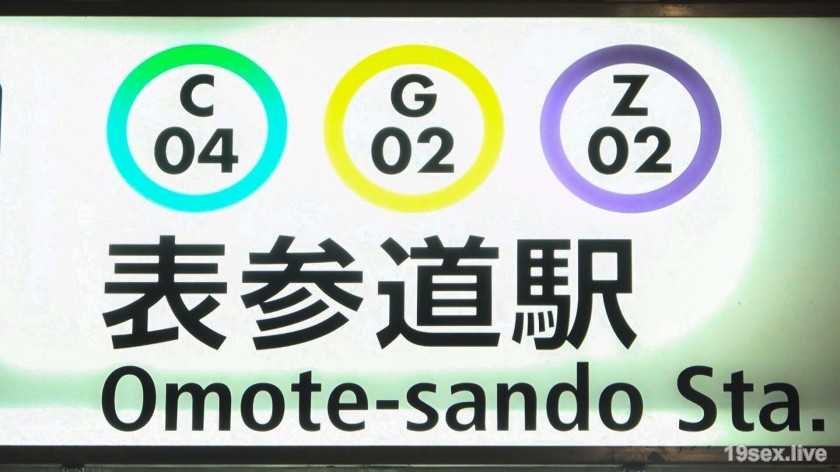 C G Z
04 02 02
表参道駅
Omote-sando Sta.
19sex.live